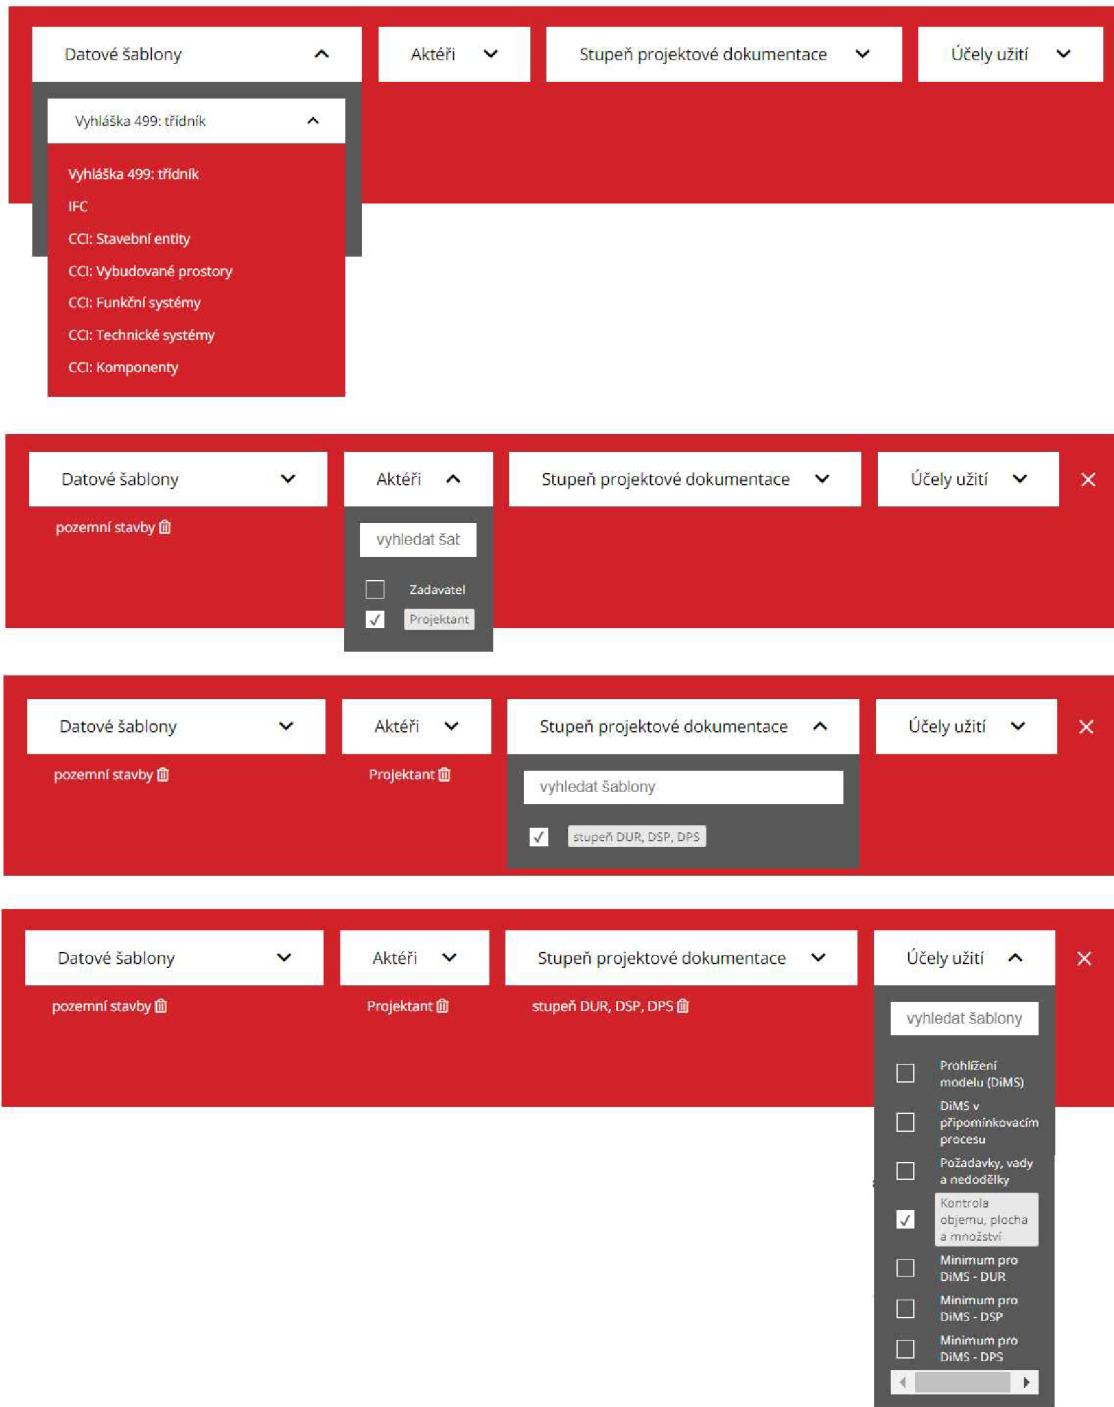 Datové šablony
Aktéři
Stupeň projektové dokumentace
Účely užití
Vyhláška 499: třídník
Vyhláška 499: třídník
IFC
CCI: Stavební entity
CCI: Vybudované prostory
CCI: Funkční systémy
CCI: Technické systémy
CCI: Komponenty
Datové šablony
Aktéři
Stupeň projektové dokumentace
Účely užití
pozemní stavby
vyhledat šat
Zadavatel
Projektant
Datové šablony
Aktéři
Stupeň projektové dokumentace
Účely užití
pozemní stavby
Projektant
vyhledat šablony
stupeň DUR, DSP, DPS
Datové šablony
Aktéři
Stupeň projektové dokumentace
Účely užití
pozemní stavby
Projektant
stupeň DUR, DSP, DPS
vyhledat šablony
Prohlížení
modelu (DiMS)
DiMS v
připomínkovacím
procesu
Požadavky, vady
a nedodělky
Kontrola
objemu, plocha
a množství
Minimum pro
DiMS - DUR
Minimum pro
DiMS - DSP
Minimum pro
DiMS - DPS